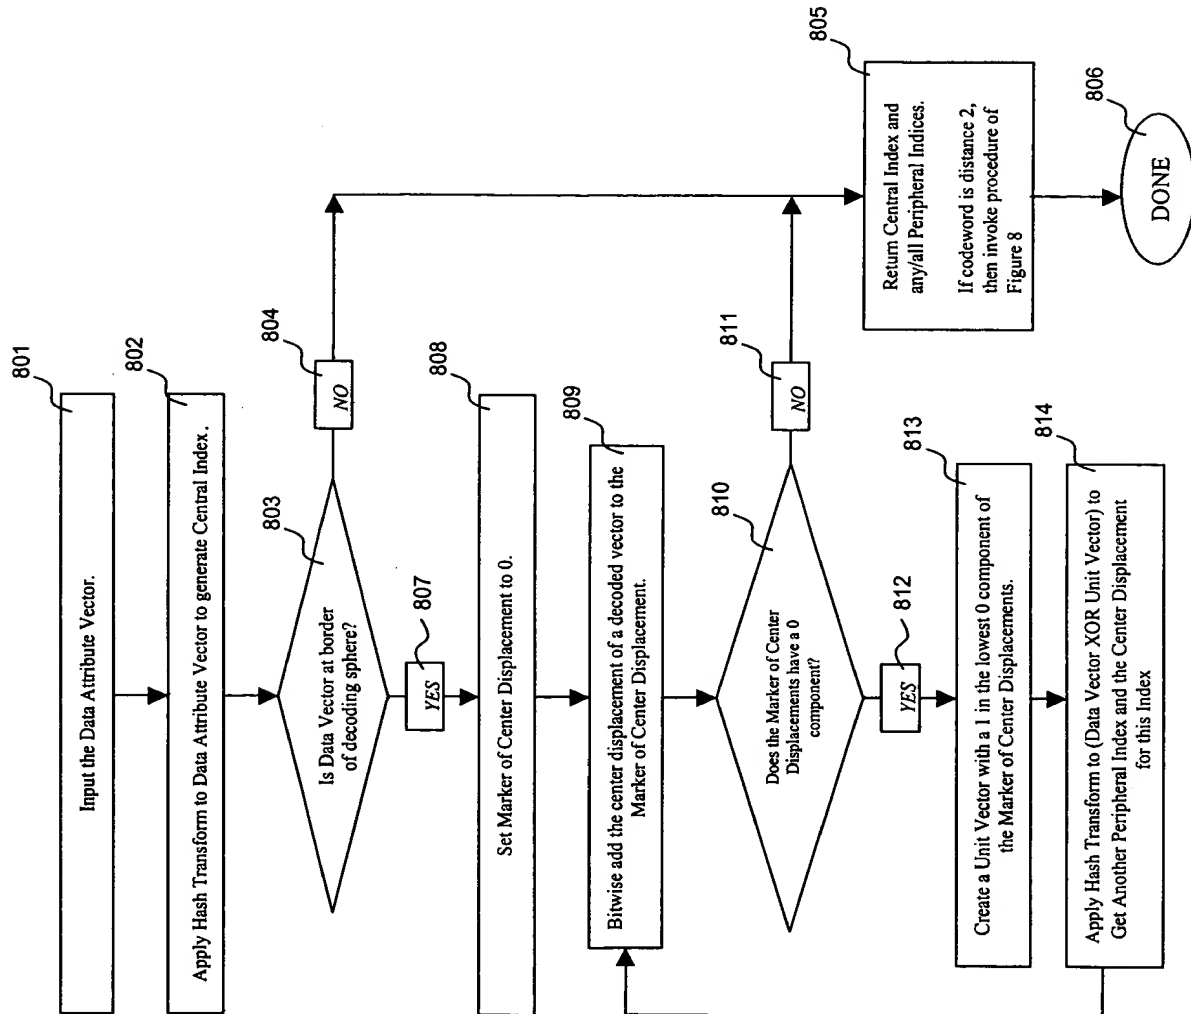 801
Input the Data Attribute Vector.
802
Apply Hash Transform to Data Attribute Vector to generate Central Index.
803
Is Data Vector at border
of decoding sphere?
804
NO
805
Return Central Index and
any/all Peripheral Indices.
If codeword is distance 2,
then invoke procedure of
Figure 8
806
DONE
807
YES
808
Set Marker of Center Displacement to 0.
809
Bitwise add the center displacement of a decoded vector to the
Marker of Center Displacement.
810
Does the Marker of Center
Displacements have a 0
component?
811
NO
812
YES
813
Create a Unit Vector with a 1 in the lowest 0 component of
the Marker of Center Displacements.
814
Apply Hash Transform to (Data Vector XOR Unit Vector) to
Get Another Peripheral Index and the Center Displacement
for this Index